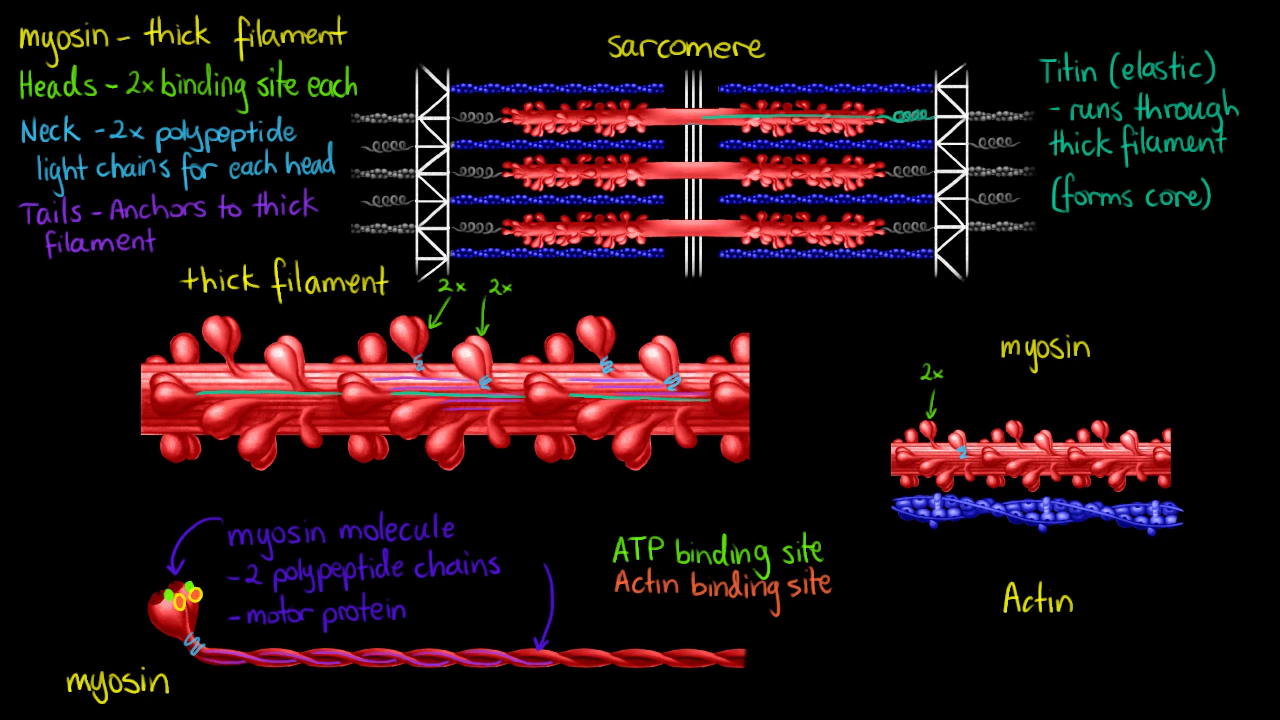 myosin - thick filament
Heads - 2x binding site each
Neck - 2x polypeptide
light chains for each head
Tails - Anchors to thick
filament
sarcomere
Titin (elastic)
- runs through
thick filament
(forms core)
thick filament
2x 2x
myosin
2x
myosin molecule
- 2 polypeptide chains
- motor protein
ATP binding site
Actin binding site
Actin
myosin